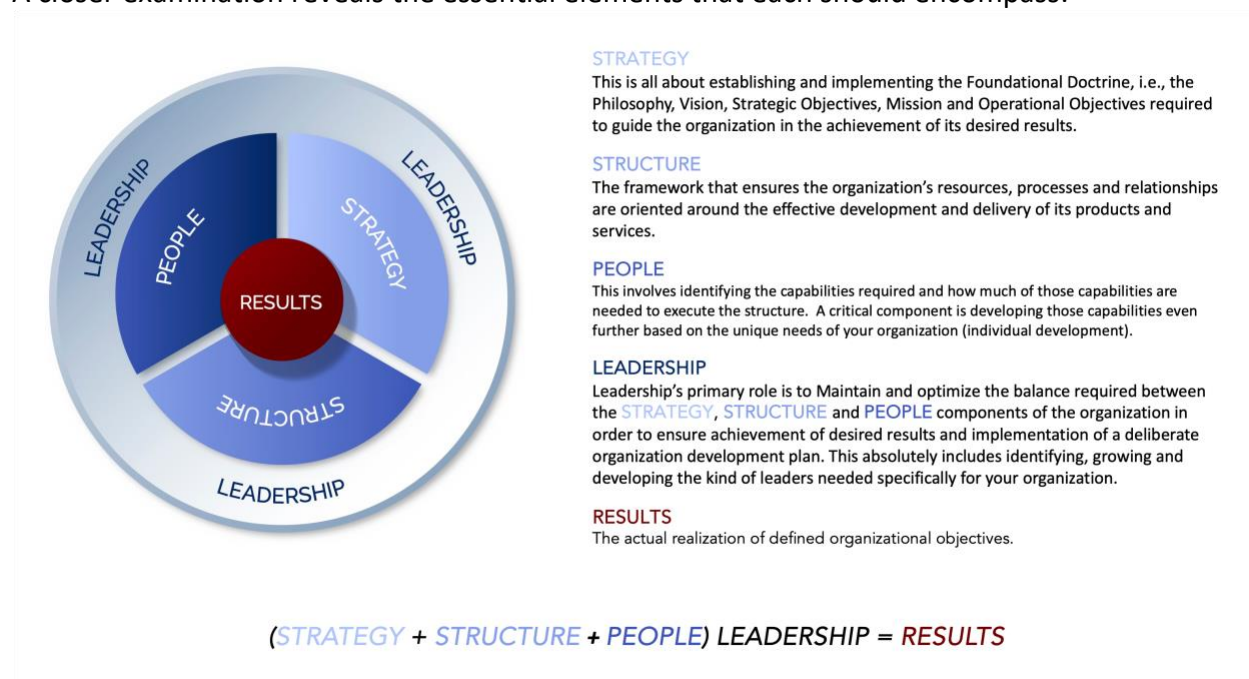 A closer examination reveals the essential elements that each should encompass.
LEADERSHIP
LEADERSHIP
PEOPLE
STRATEGY
RESULTS
STRUCTURE
LEADERSHIP
STRATEGY
This is all about establishing and implementing the Foundational Doctrine, i.e., the
Philosophy, Vision, Strategic Objectives, Mission and Operational Objectives required
to guide the organization in the achievement of its desired results.
STRUCTURE
The framework that ensures the organization’s resources, processes and relationships
are oriented around the effective development and delivery of its products and
services.
PEOPLE
This involves identifying the capabilities required and how much of those capabilities are
needed to execute the structure. A critical component is developing those capabilities even
further based on the unique needs of your organization (individual development).
LEADERSHIP
Leadership’s primary role is to Maintain and optimize the balance required between
the STRATEGY, STRUCTURE and PEOPLE components of the organization in
order to ensure achievement of desired results and implementation of a deliberate
organization development plan. This absolutely includes identifying, growing and
developing the kind of leaders needed specifically for your organization.
RESULTS
The actual realization of defined organizational objectives.
(STRATEGY + STRUCTURE + PEOPLE) LEADERSHIP = RESULTS